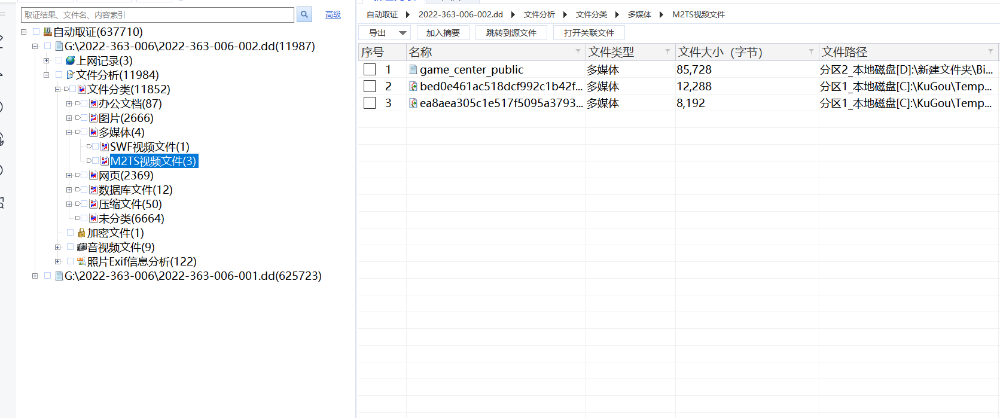 取证结果、文件名、内容索引
高级
自动取证(637710)
G:\2022-363-006\2022-363-006-002.dd(11987)
上网记录(3)
文件分析(11984)
文件分类(11852)
办公文档(87)
图片(2666)
多媒体(4)
SWF视频文件(1)
M2TS视频文件(3)
网页(2369)
数据库文件(12)
压缩文件(50)
未分类(6664)
加密文件(1)
音视频文件(9)
照片Exif信息分析(122)
G:\2022-363-006\2022-363-006-001.dd(625723)
自动取证 2022-363-006-002.dd 文件分析 文件分类 多媒体 M2TS视频文件
导出 加入摘要 跳转到源文件 打开关联文件
序号 名称 文件类型 文件大小（字节） 文件路径
1 game_center_public 多媒体 85,728 分区2_本地磁盘[D]:\新建文件夹\Bi...
2 bed0e461ac518dcf992c1b42f... 多媒体 12,288 分区1_本地磁盘[C]:\KuGou\Temp...
3 ea8aea305c1e517f5095a3793... 多媒体 8,192 分区1_本地磁盘[C]:\KuGou\Temp...